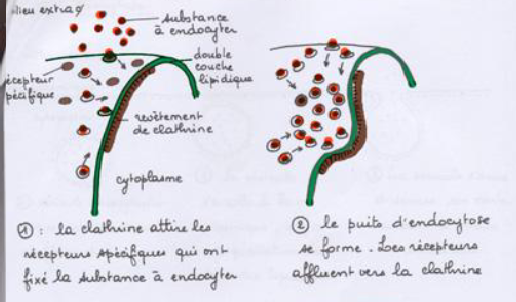 lieu extra¢
substance
à endocyter
double
couche
lipidique
récepteur
spécifique
revêtement
de clathrine
cytoplasme
① : la clathrine attire les
récepteurs spécifiques qui ont
fixé la substance à endocyter
② le puits d'endocytose
se forme. Les récepteurs
affluent vers la clathrine